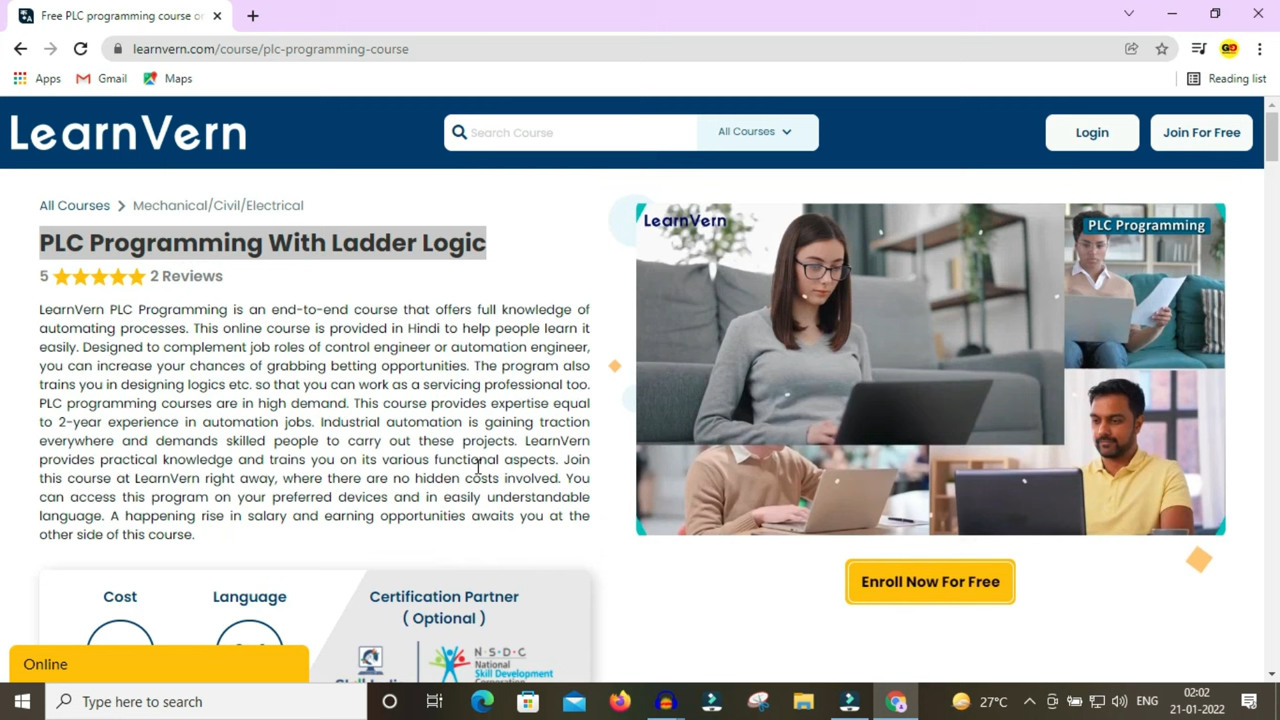 Free PLC programming course or
learnvern.com/course/plc-programming-course
Apps Gmail Maps Reading list
LearnVern
Search Course
All Courses
Login
Join For Free
All Courses > Mechanical/Civil/Electrical
PLC Programming With Ladder Logic
5 ★★★★★ 2 Reviews
LearnVern PLC Programming is an end-to-end course that offers full knowledge of
automating processes. This online course is provided in Hindi to help people learn it
easily. Designed to complement job roles of control engineer or automation engineer,
you can increase your chances of grabbing betting opportunities. The program also
trains you in designing logics etc. so that you can work as a servicing professional too.
PLC programming courses are in high demand. This course provides expertise equal
to 2-year experience in automation jobs. Industrial automation is gaining traction
everywhere and demands skilled people to carry out these projects. LearnVern
provides practical knowledge and trains you on its various functional aspects. Join
this course at LearnVern right away, where there are no hidden costs involved. You
can access this program on your preferred devices and in easily understandable
language. A happening rise in salary and earning opportunities awaits you at the
other side of this course.
LearnVern
PLC Programming
Enroll Now For Free
Cost
Language
Certification Partner
( Optional )
N·S·D·C
National
Skill Development
Online
Type here to search
27°C
ENG
02:02
21-01-2022